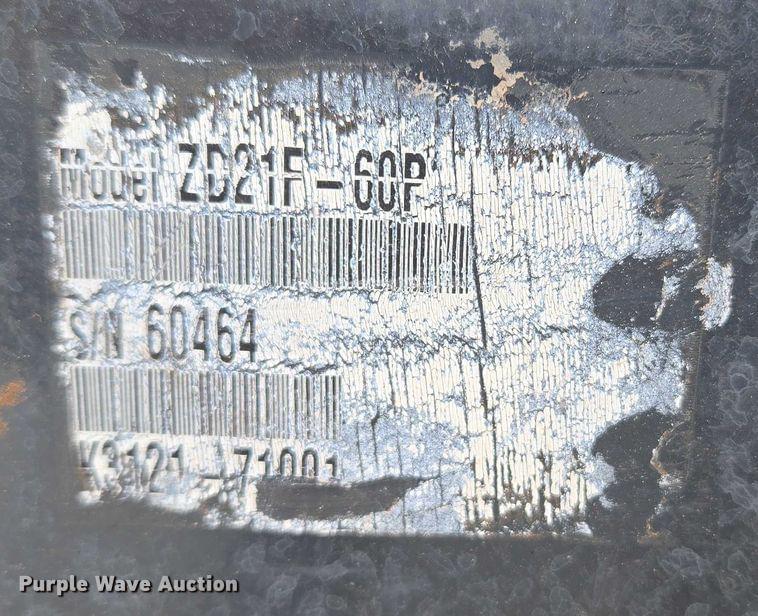 Model ZD21F-60P
S/N 60464
K3121-71001
Purple Wave Auction